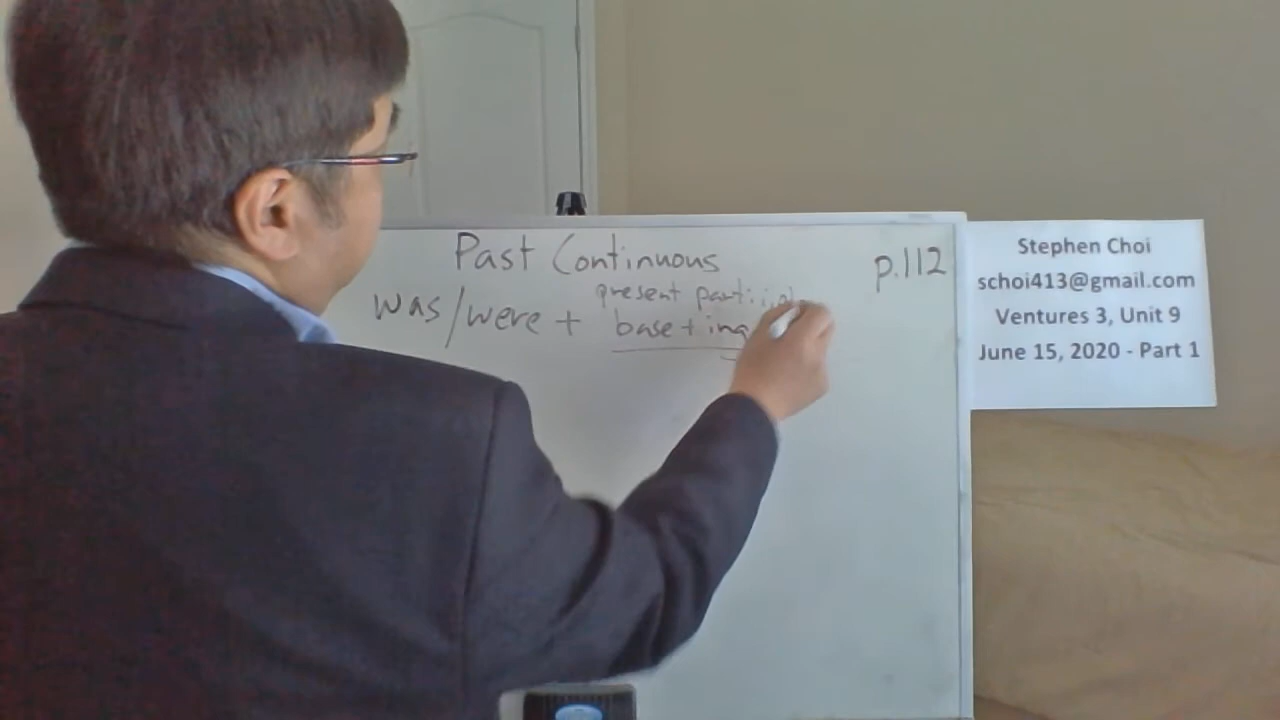 Past Continuous
p.112
present participle
was/were + base + ing
Stephen Choi
schoi413@gmail.com
Ventures 3, Unit 9
June 15, 2020 - Part 1